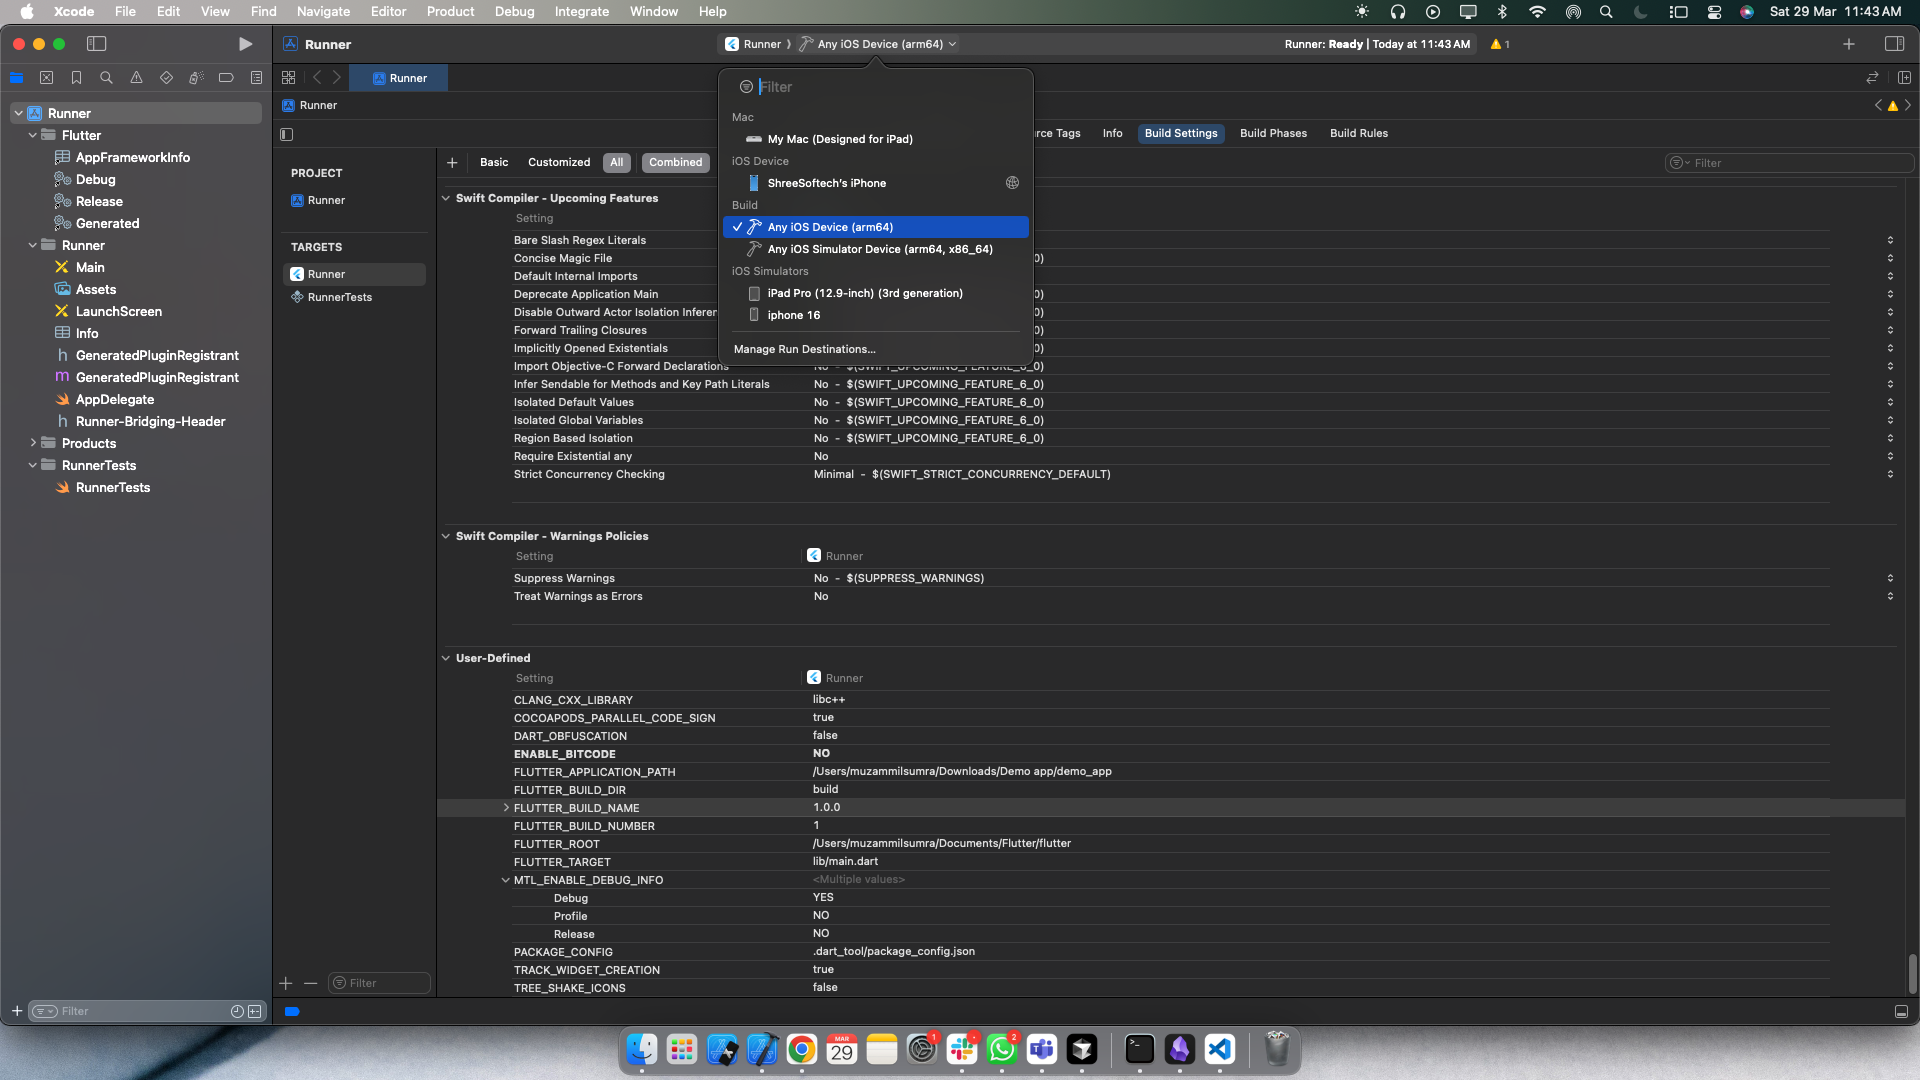 Xcode File Edit View Find Navigate Editor Product Debug Integrate Window Help Sat 29 Mar 11:43 AM
Runner Runner Any iOS Device (arm64) Runner: Ready | Today at 11:43 AM 1
Runner
Runner
Filter
Mac
My Mac (Designed for iPad)
iOS Device
ShreeSoftech's iPhone
Build
Any iOS Device (arm64)
Any iOS Simulator Device (arm64, x86_64)
iOS Simulators
iPad Pro (12.9-inch) (3rd generation)
iphone 16
Manage Run Destinations...
Runner
Flutter
AppFrameworkInfo
Debug
Release
Generated
Runner
Main
Assets
LaunchScreen
Info
GeneratedPluginRegistrant
GeneratedPluginRegistrant
AppDelegate
Runner-Bridging-Header
Products
RunnerTests
RunnerTests
Filter
PROJECT
Runner
TARGETS
Runner
RunnerTests
Filter
Tags Info Build Settings Build Phases Build Rules
Basic Customized All Combined Filter
Swift Compiler - Upcoming Features
Setting
Bare Slash Regex Literals
Concise Magic File 0)
Default Internal Imports
Deprecate Application Main 0)
Disable Outward Actor Isolation 0)
Forward Trailing Closures 0)
Implicitly Opened Existentials 0)
Import Objective-C Forward Declarations No - $(SWIFT_UPCOMING_FEATURE_6_0)
Infer Sendable for Methods and Key Path Literals No - $(SWIFT_UPCOMING_FEATURE_6_0)
Isolated Default Values No - $(SWIFT_UPCOMING_FEATURE_6_0)
Isolated Global Variables No - $(SWIFT_UPCOMING_FEATURE_6_0)
Region Based Isolation No - $(SWIFT_UPCOMING_FEATURE_6_0)
Require Existential any No
Strict Concurrency Checking Minimal - $(SWIFT_STRICT_CONCURRENCY_DEFAULT)
Swift Compiler - Warnings Policies
Setting Runner
Suppress Warnings No - $(SUPPRESS_WARNINGS)
Treat Warnings as Errors No
User-Defined
Setting Runner
CLANG_CXX_LIBRARY libc++
COCOAPODS_PARALLEL_CODE_SIGN true
DART_OBFUSCATION false
ENABLE_BITCODE NO
FLUTTER_APPLICATION_PATH /Users/muzammilsumra/Downloads/Demo app/demo_app
FLUTTER_BUILD_DIR build
FLUTTER_BUILD_NAME 1.0.0
FLUTTER_BUILD_NUMBER 1
FLUTTER_ROOT /Users/muzammilsumra/Documents/Flutter/flutter
FLUTTER_TARGET lib/main.dart
MTL_ENABLE_DEBUG_INFO <Multiple values>
Debug YES
Profile NO
Release NO
PACKAGE_CONFIG .dart_tool/package_config.json
TRACK_WIDGET_CREATION true
TREE_SHAKE_ICONS false
MAR
29
1
2